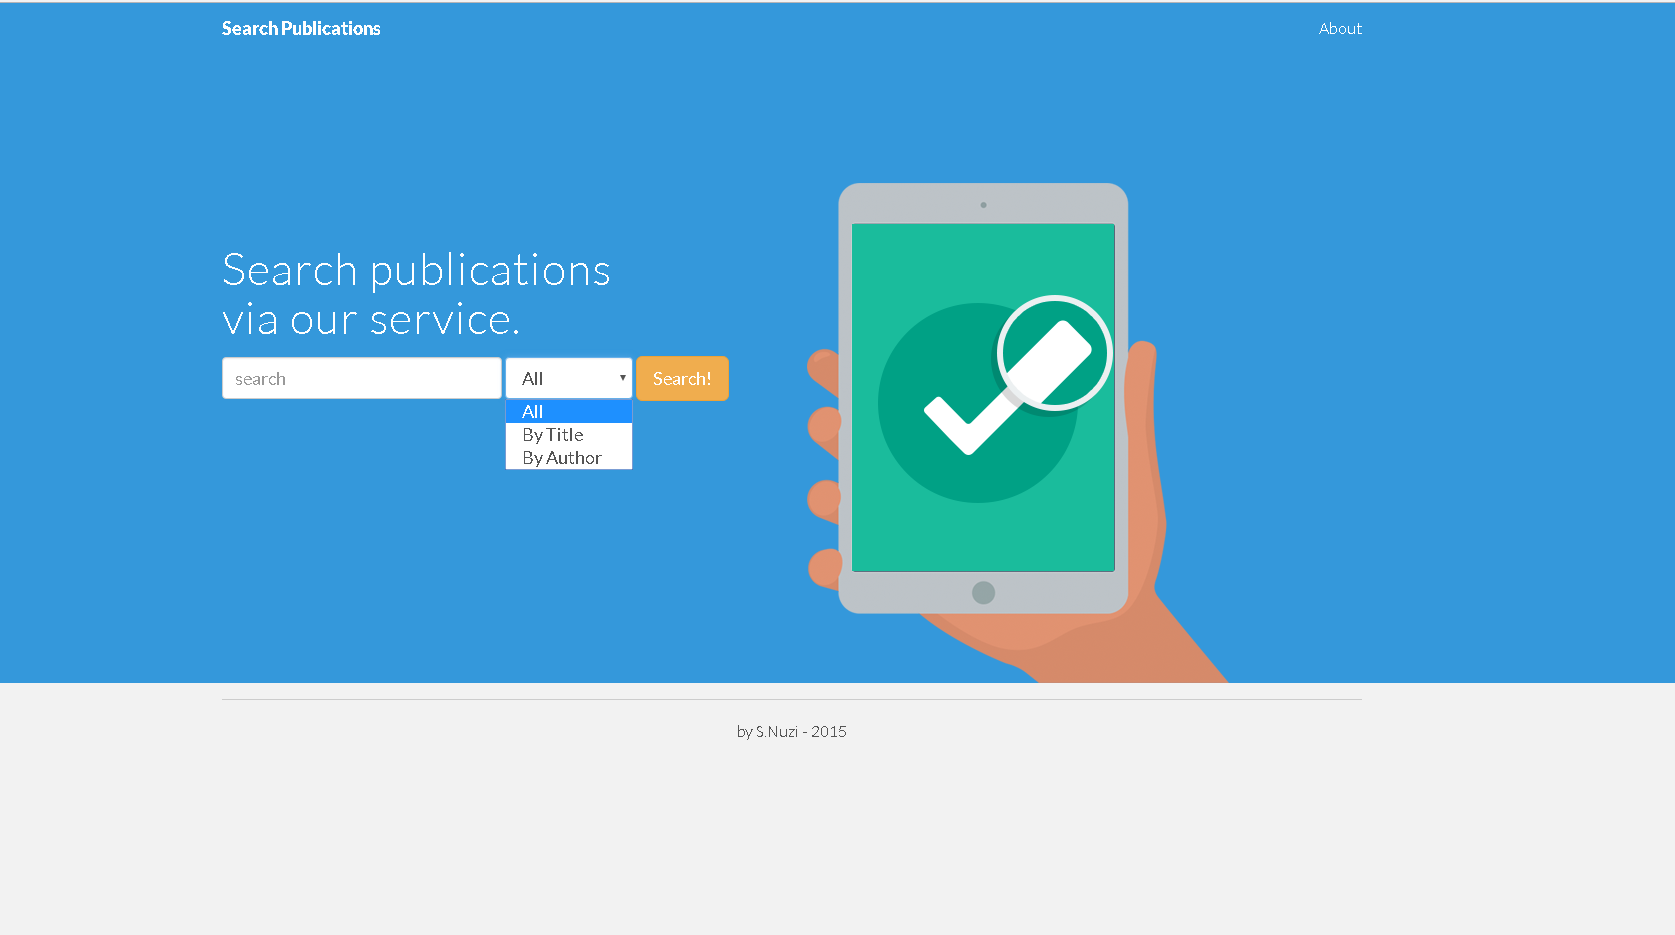 Search Publications
About
Search publications
via our service.
search
All
Search!
All
By Title
By Author
by S.Nuzi - 2015